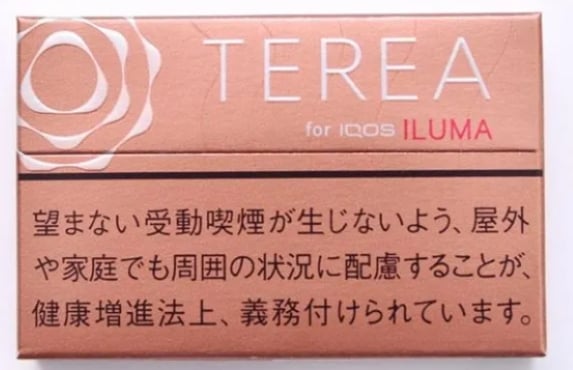 TEREA
for IQOS ILUMA
望まない受動喫煙が生じないよう、屋外
や家庭でも周囲の状況に配慮することが、
健康増進法上、義務付けられています。